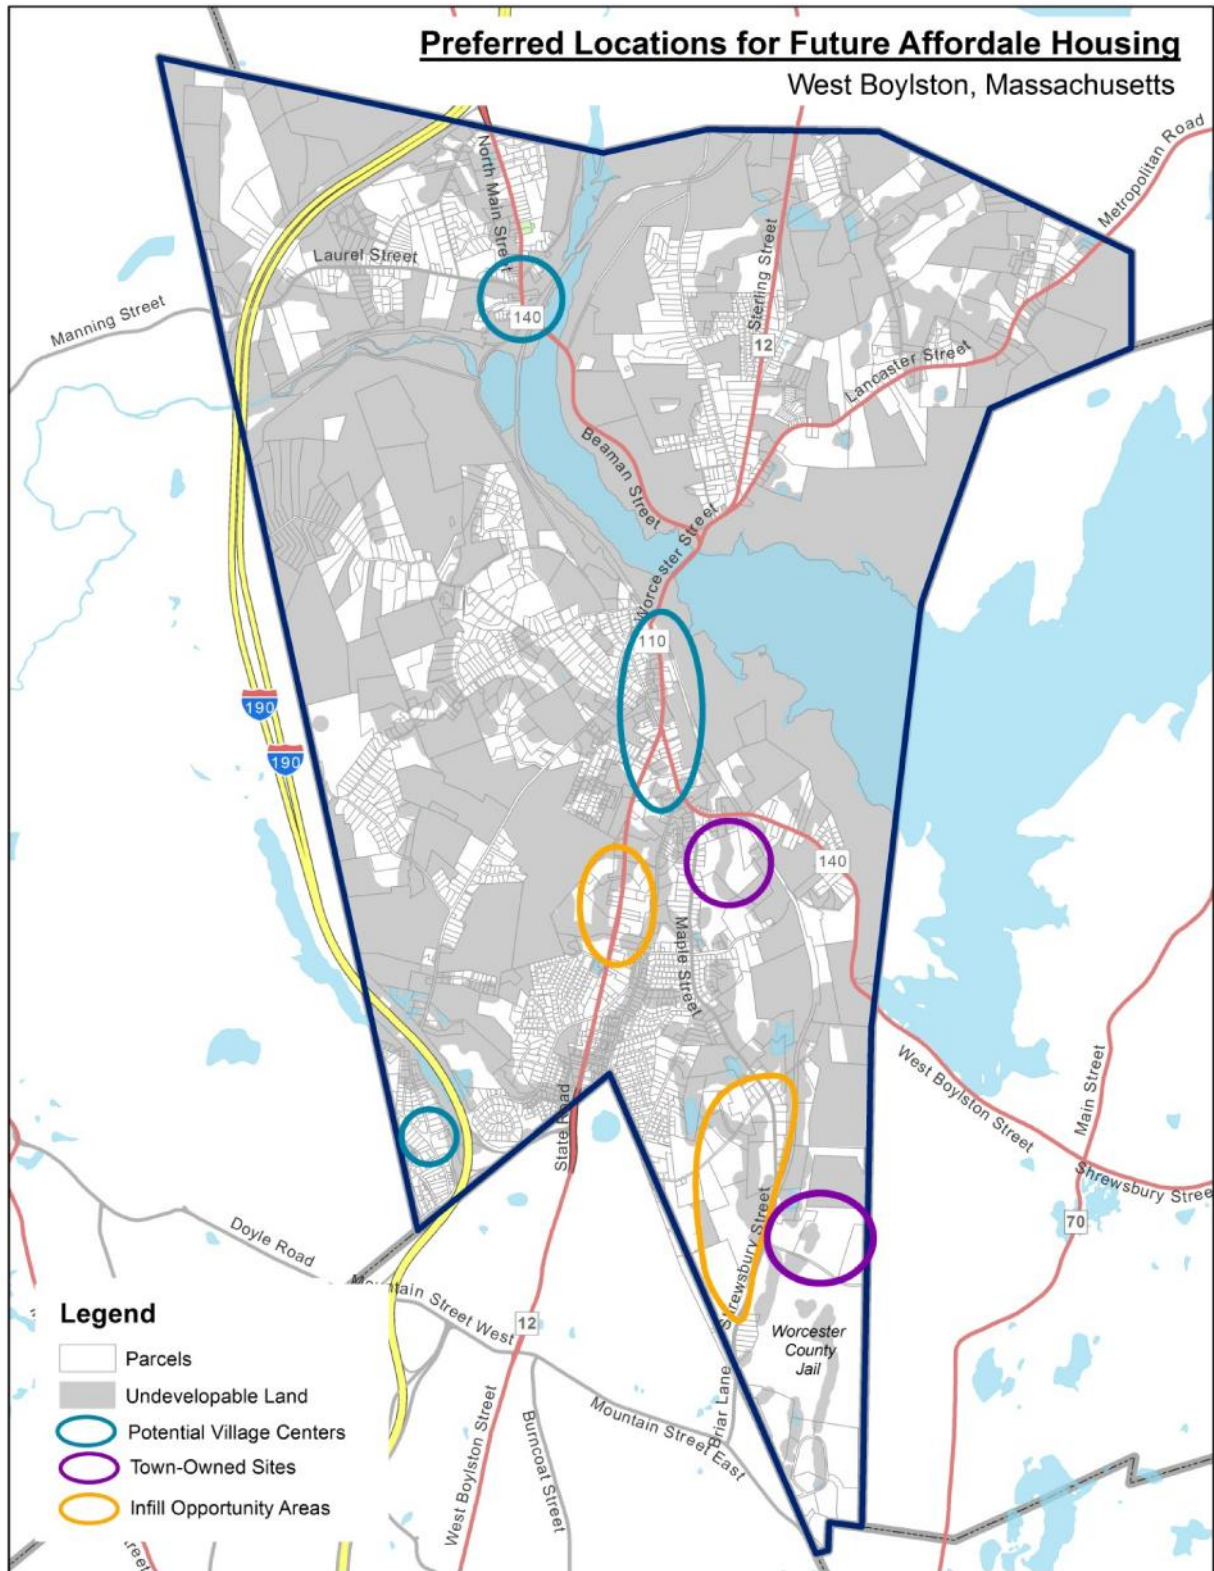 Preferred Locations for Future Affordale Housing
West Boylston, Massachusetts
Metropolitan Road
North Main Street
Sterling Street
Laurel Street
Manning Street
140
12
Lancaster Street
Beaman Street
Worcester Street
110
190
190
140
Maple Street
West Boylston Street
Main Street
State Road
Shrewsbury Stree
Shrewsbury Street
70
Doyle Road
Mountain Street West
12
Worcester
County
Jail
Briar Lane
Mountain Street East
West Boylston Street
Burncoat Street
Legend
Parcels
Undevelopable Land
Potential Village Centers
Town-Owned Sites
Infill Opportunity Areas